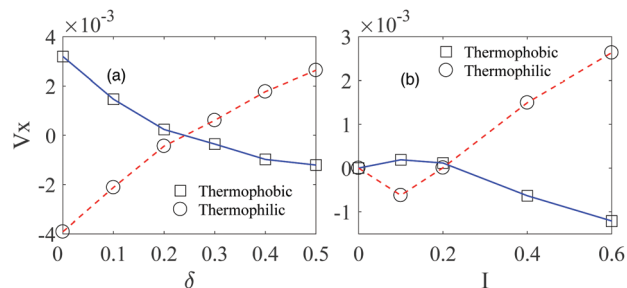 ×10⁻³
4
2
0
-2
-4
Vx
(a)
Thermophobic
Thermophilic
0 0.1 0.2 0.3 0.4 0.5
δ
×10⁻³
3
2
1
0
-1
(b)
Thermophobic
Thermophilic
0 0.2 0.4 0.6
I